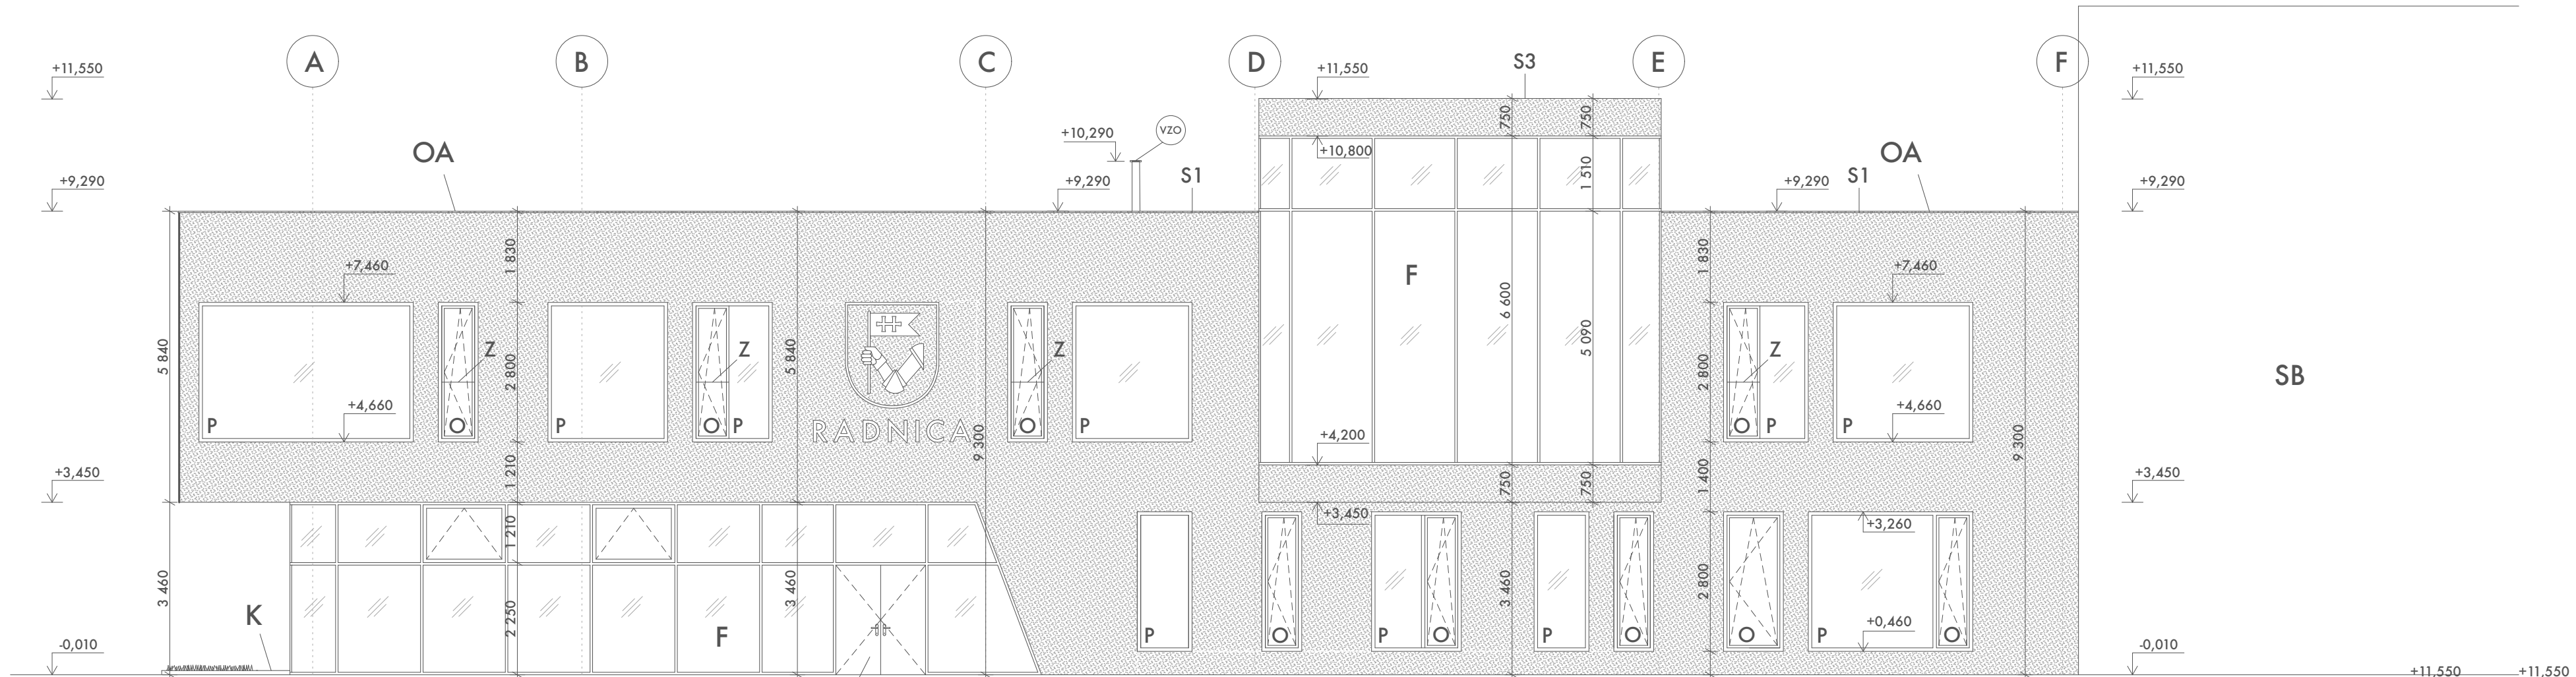 A B C D E F
+11,550 +11,550 S3 +11,550
750 750
+10,290 VZO
+10,800
OA OA
1 510
+9,290 +9,290 S1 +9,290 S1 +9,290
1 830 1 830
+7,460 +7,460
F
6 600
5 840 Z 2 800 Z 5 840 Z 5 090 2 800 Z SB
+4,660 +4,660
P O P O P RADNICA O P O P P
9 300 +4,200 9 300
+3,450 1 210 750 750 1 400 +3,450
+3,450
1 210 +3,260
3 460 3 460 3 460 2 800
K 2 250 F +0,460
P O P O P O O P O
-0,010 -0,010
+11,550 +11,550